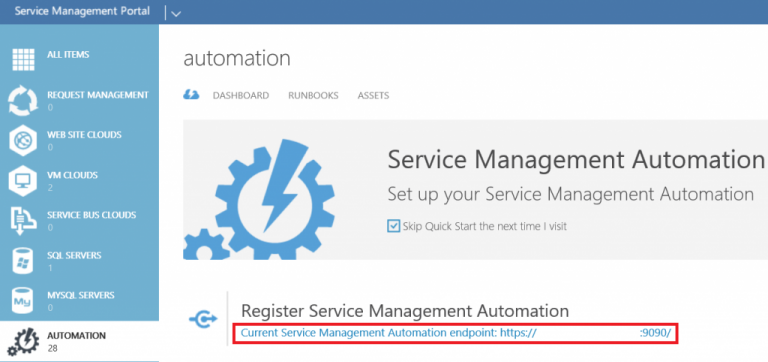 Service Management Portal
ALL ITEMS
REQUEST MANAGEMENT
0
WEB SITE CLOUDS
0
VM CLOUDS
2
SERVICE BUS CLOUDS
0
SQL SERVERS
1
MYSQL SERVERS
0
AUTOMATION
28
automation
DASHBOARD RUNBOOKS ASSETS
Service Management Automation
Set up your Service Management Automation
Skip Quick Start the next time I visit
Register Service Management Automation
Current Service Management Automation endpoint: https:// :9090/
My